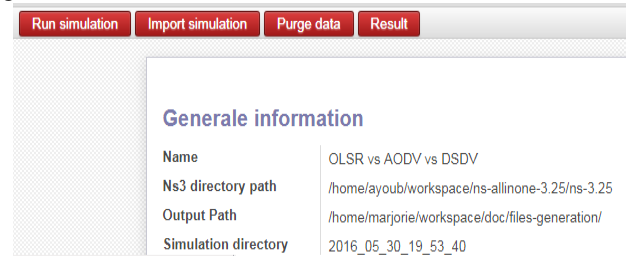 Run simulation Import simulation Purge data Result
Generale information
Name OLSR vs AODV vs DSDV
Ns3 directory path /home/ayoub/workspace/ns-allinone-3.25/ns-3.25
Output Path /home/marjorie/workspace/doc/files-generation/
Simulation directory 2016_05_30_19_53_40